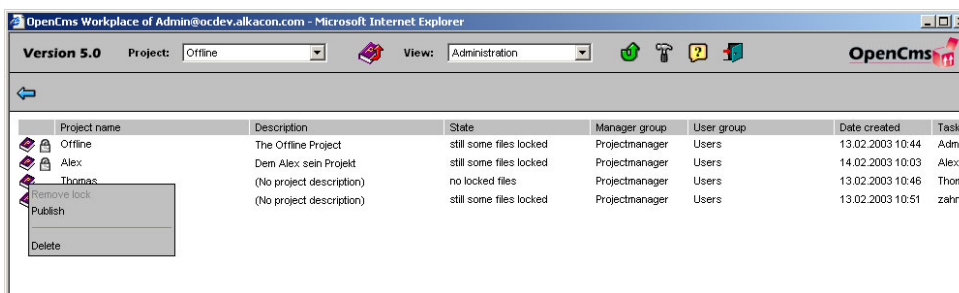 OpenCms Workplace of Admin@ocdev.alkacon.com - Microsoft Internet Explorer
Version 5.0 Project: Offline View: Administration OpenCms
Project name Description State Manager group User group Date created Task
Offline The Offline Project still some files locked Projectmanager Users 13.02.2003 10:44 Adm
Alex Dem Alex sein Projekt still some files locked Projectmanager Users 14.02.2003 10:03 Alex
Thomas (No project description) no locked files Projectmanager Users 13.02.2003 10:46 Thor
Remove lock
(No project description) still some files locked Projectmanager Users 13.02.2003 10:51 zahr
Publish
Delete